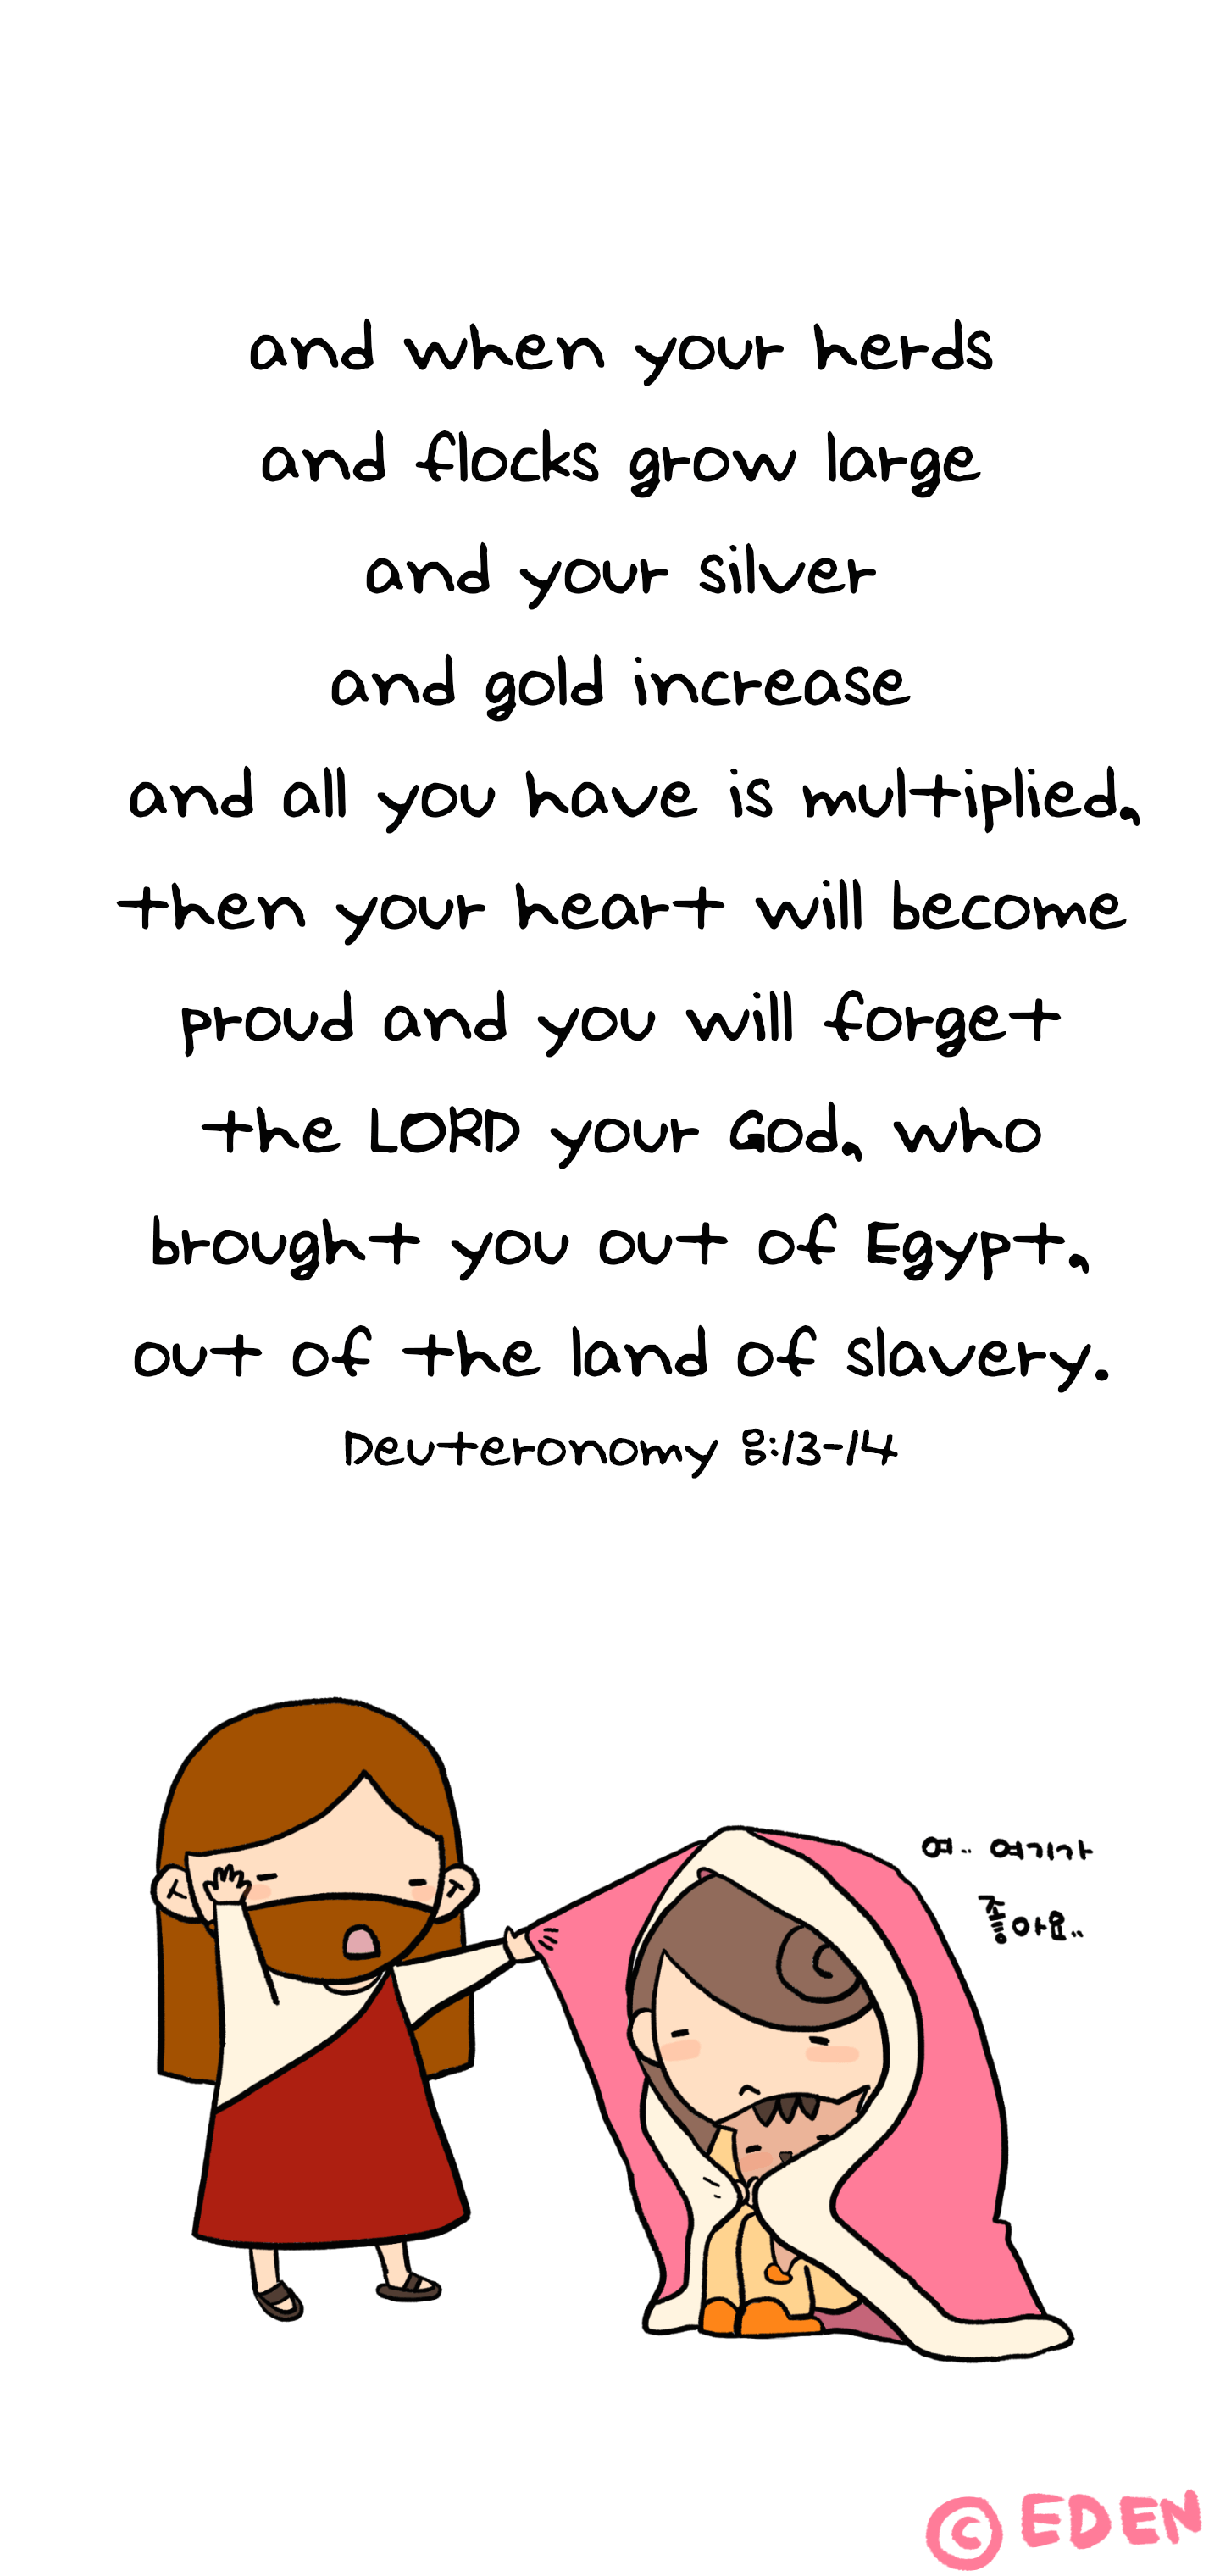 and when your herds
and flocks grow large
and your silver
and gold increase
and all you have is multiplied,
then your heart will become
proud and you will forget
the LORD your God, who
brought you out of Egypt,
out of the land of slavery.
Deuteronomy 8:13-14
여.. 여기가
좋아요..
© EDEN